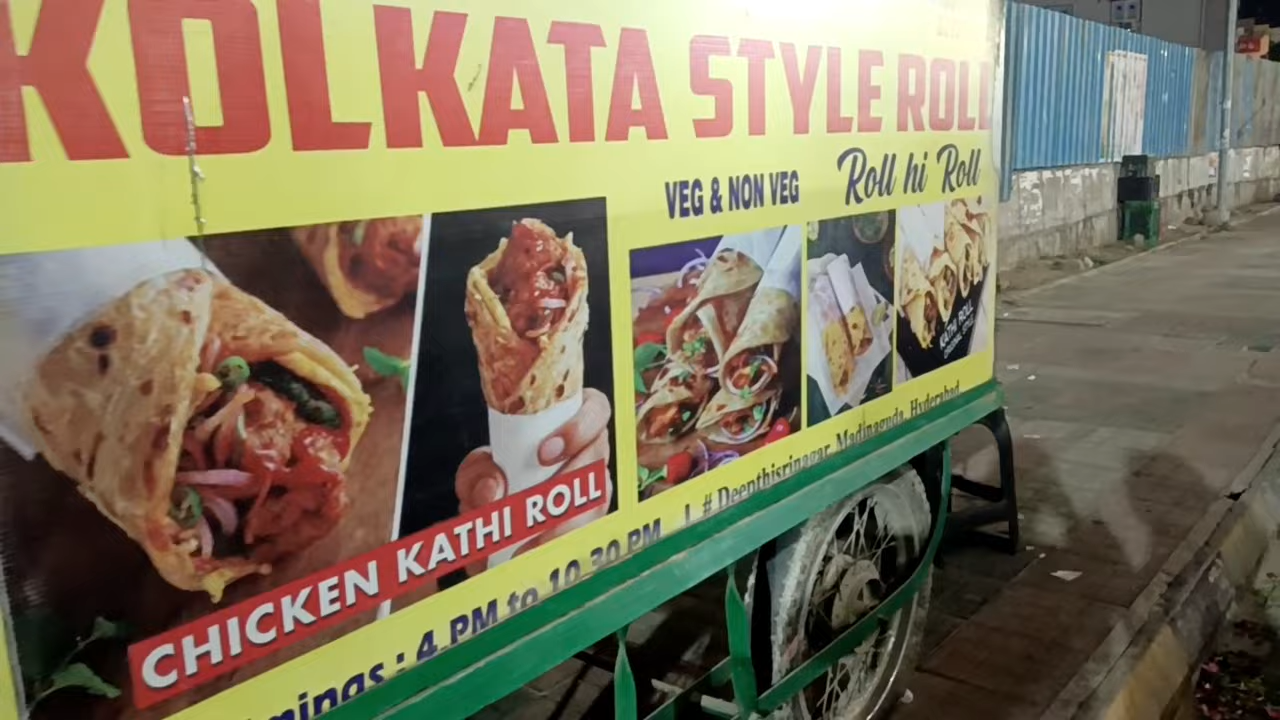 KOLKATA STYLE ROLL
VEG & NON VEG
Roll hi Roll
KATHI ROLL
CHICKEN KATHI ROLL
mings : 4 PM to 10.30 PM | # Deepthisrinagar, Madinaguda, Hyderabad